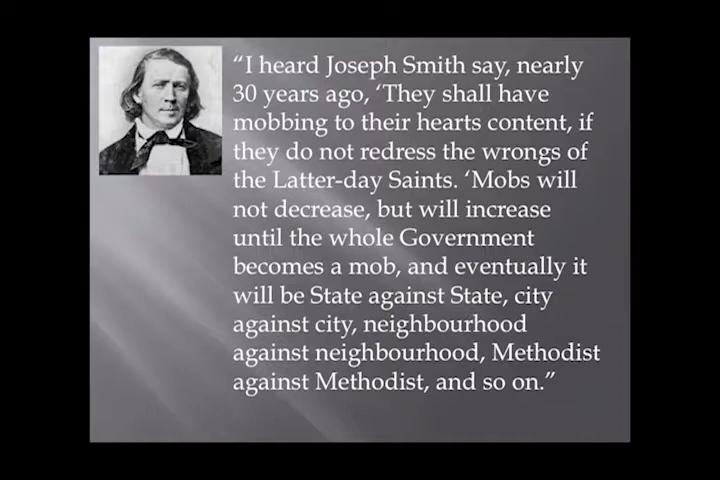 “I heard Joseph Smith say, nearly
30 years ago, ‘They shall have
mobbing to their hearts content, if
they do not redress the wrongs of
the Latter-day Saints. ‘Mobs will
not decrease, but will increase
until the whole Government
becomes a mob, and eventually it
will be State against State, city
against city, neighbourhood
against neighbourhood, Methodist
against Methodist, and so on.”